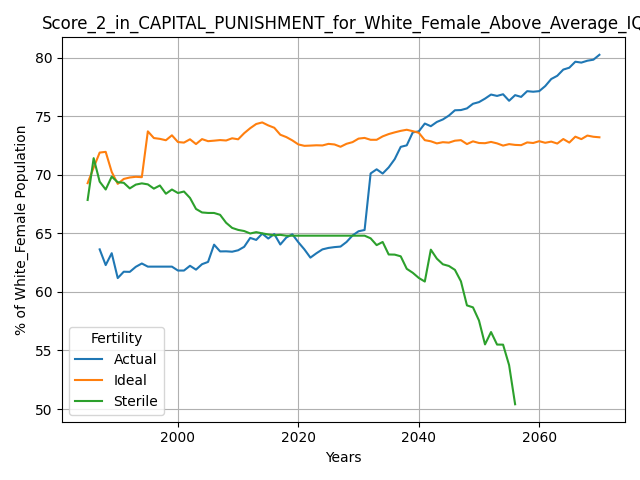 Score_2_in_CAPITAL_PUNISHMENT_for_White_Female_Above_Average_IQ
80
75
70
65
60
55
50
% of White_Female Population
Fertility
Actual
Ideal
Sterile
2000
2020
2040
2060
Years